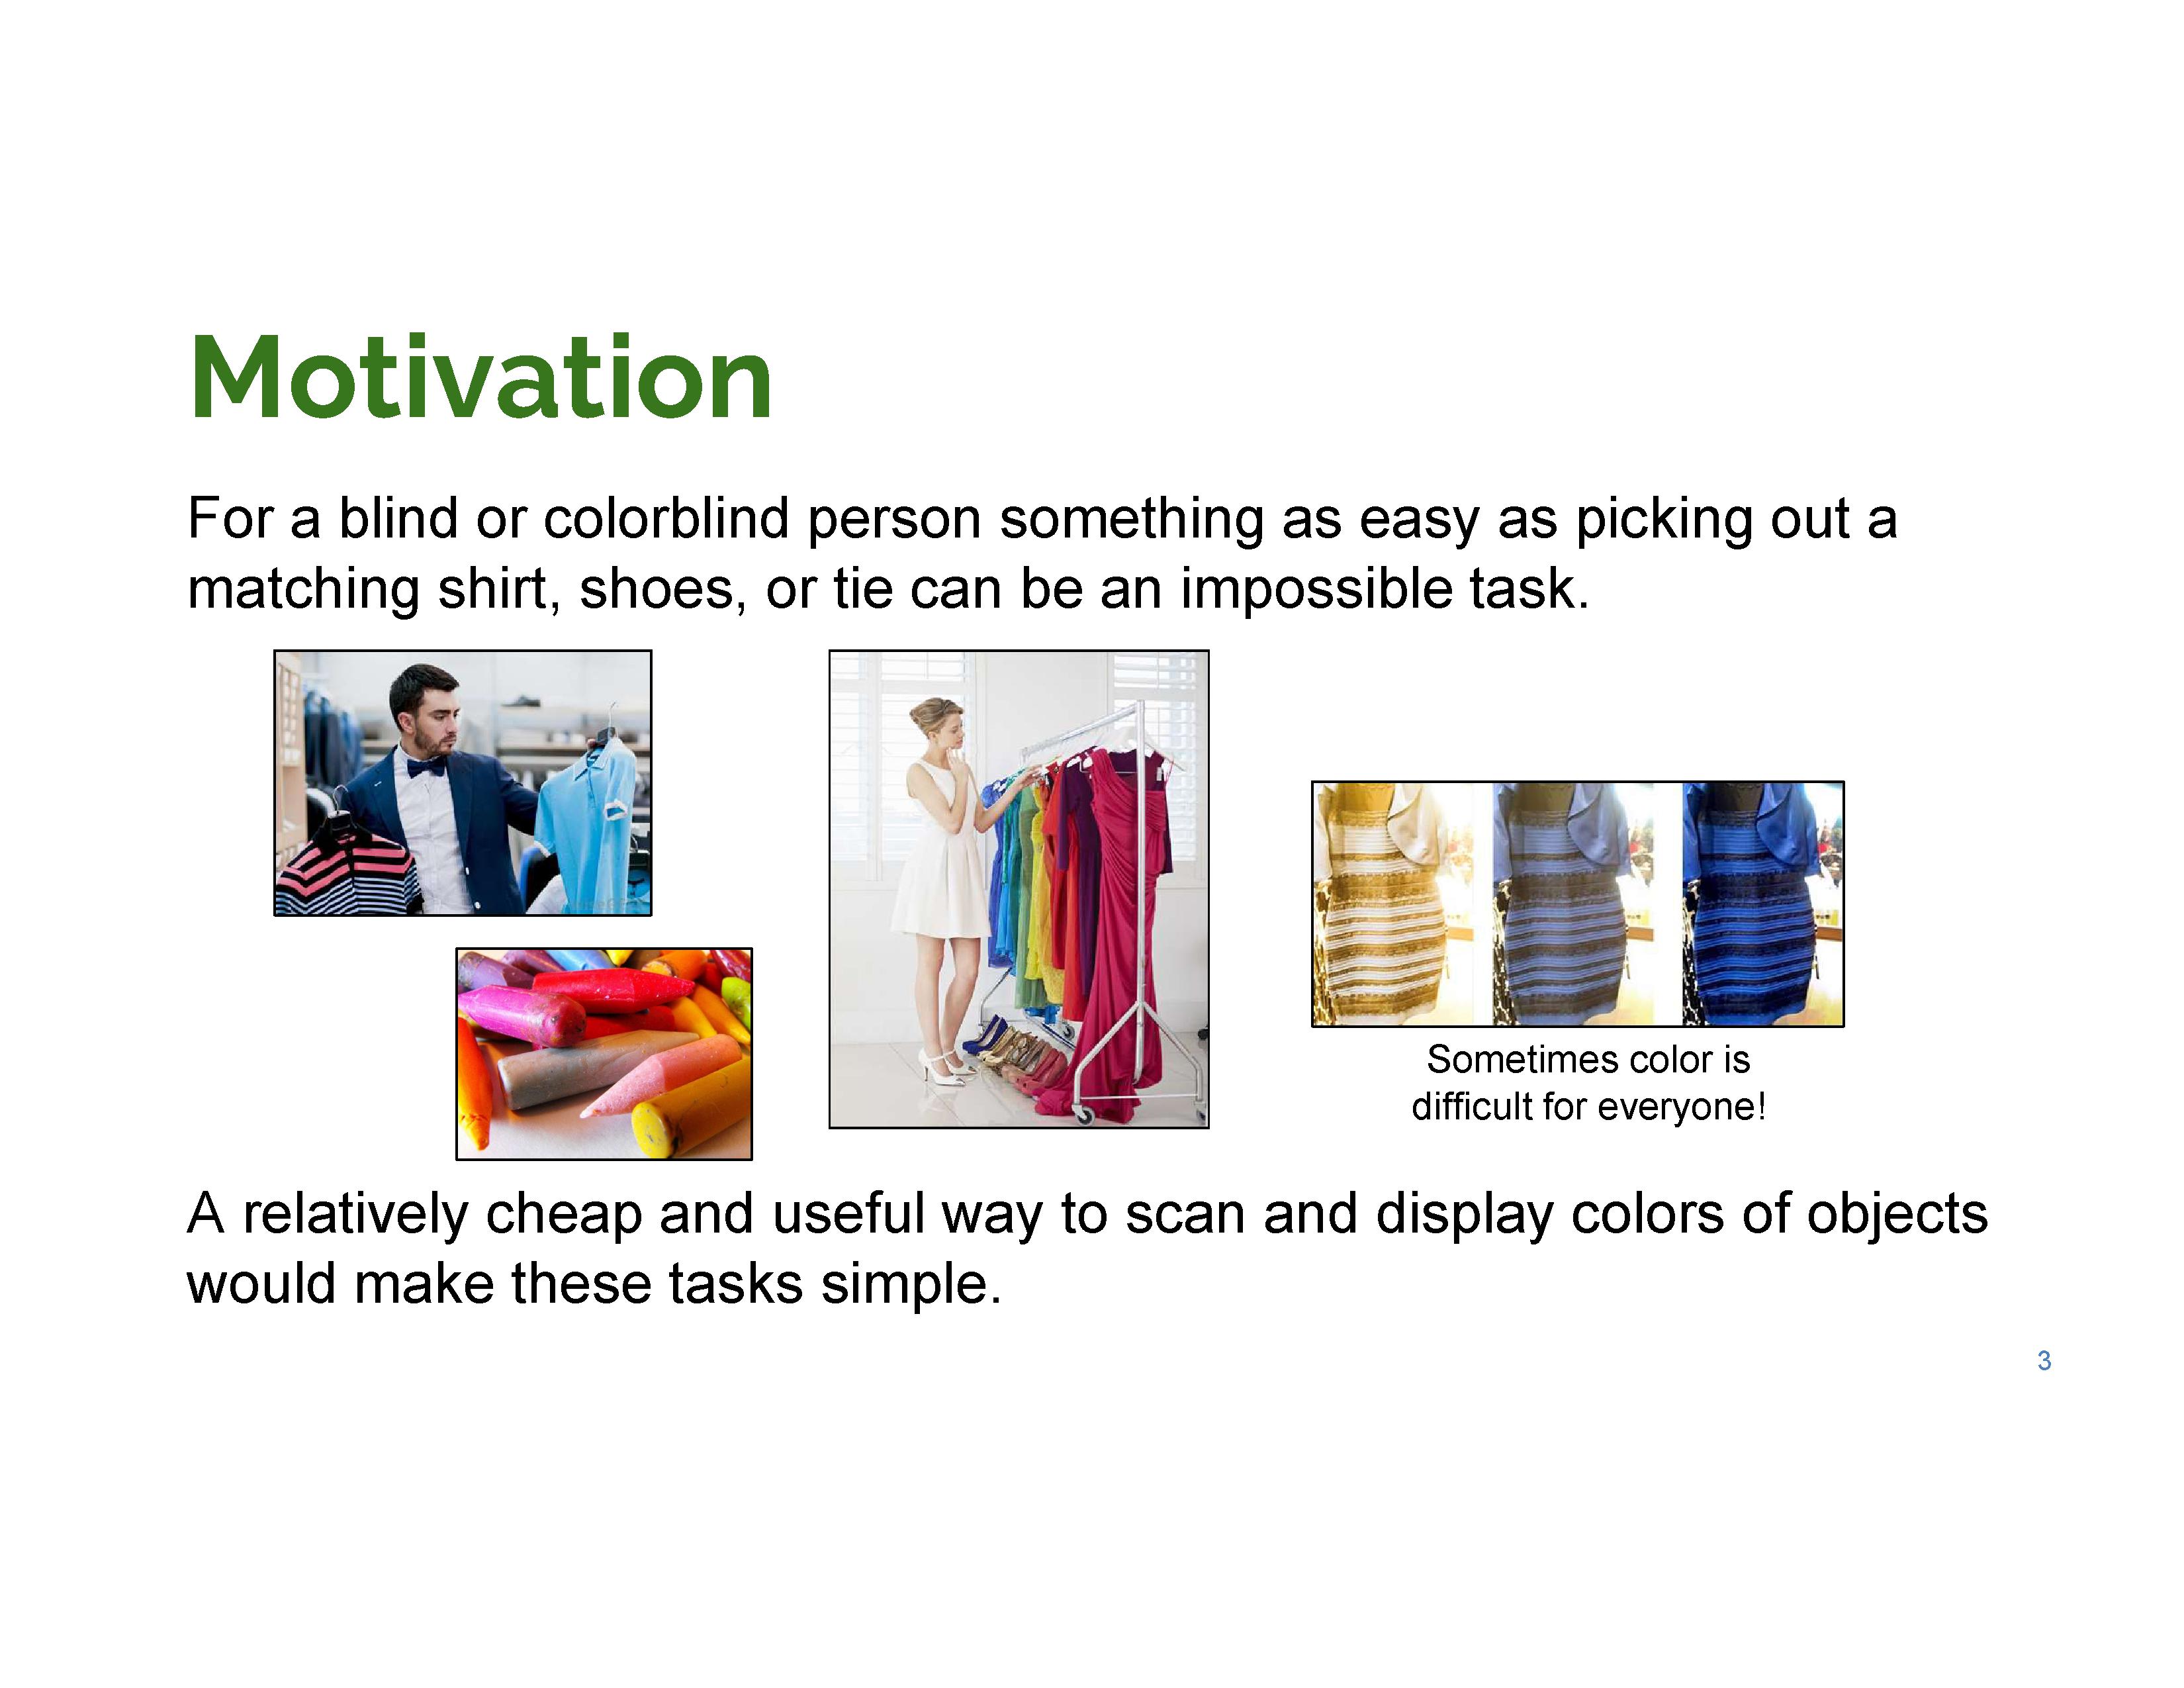 Motivation
For a blind or colorblind person something as easy as picking out a
matching shirt, shoes, or tie can be an impossible task.
Sometimes color is
difficult for everyone!
A relatively cheap and useful way to scan and display colors of objects
would make these tasks simple.
3